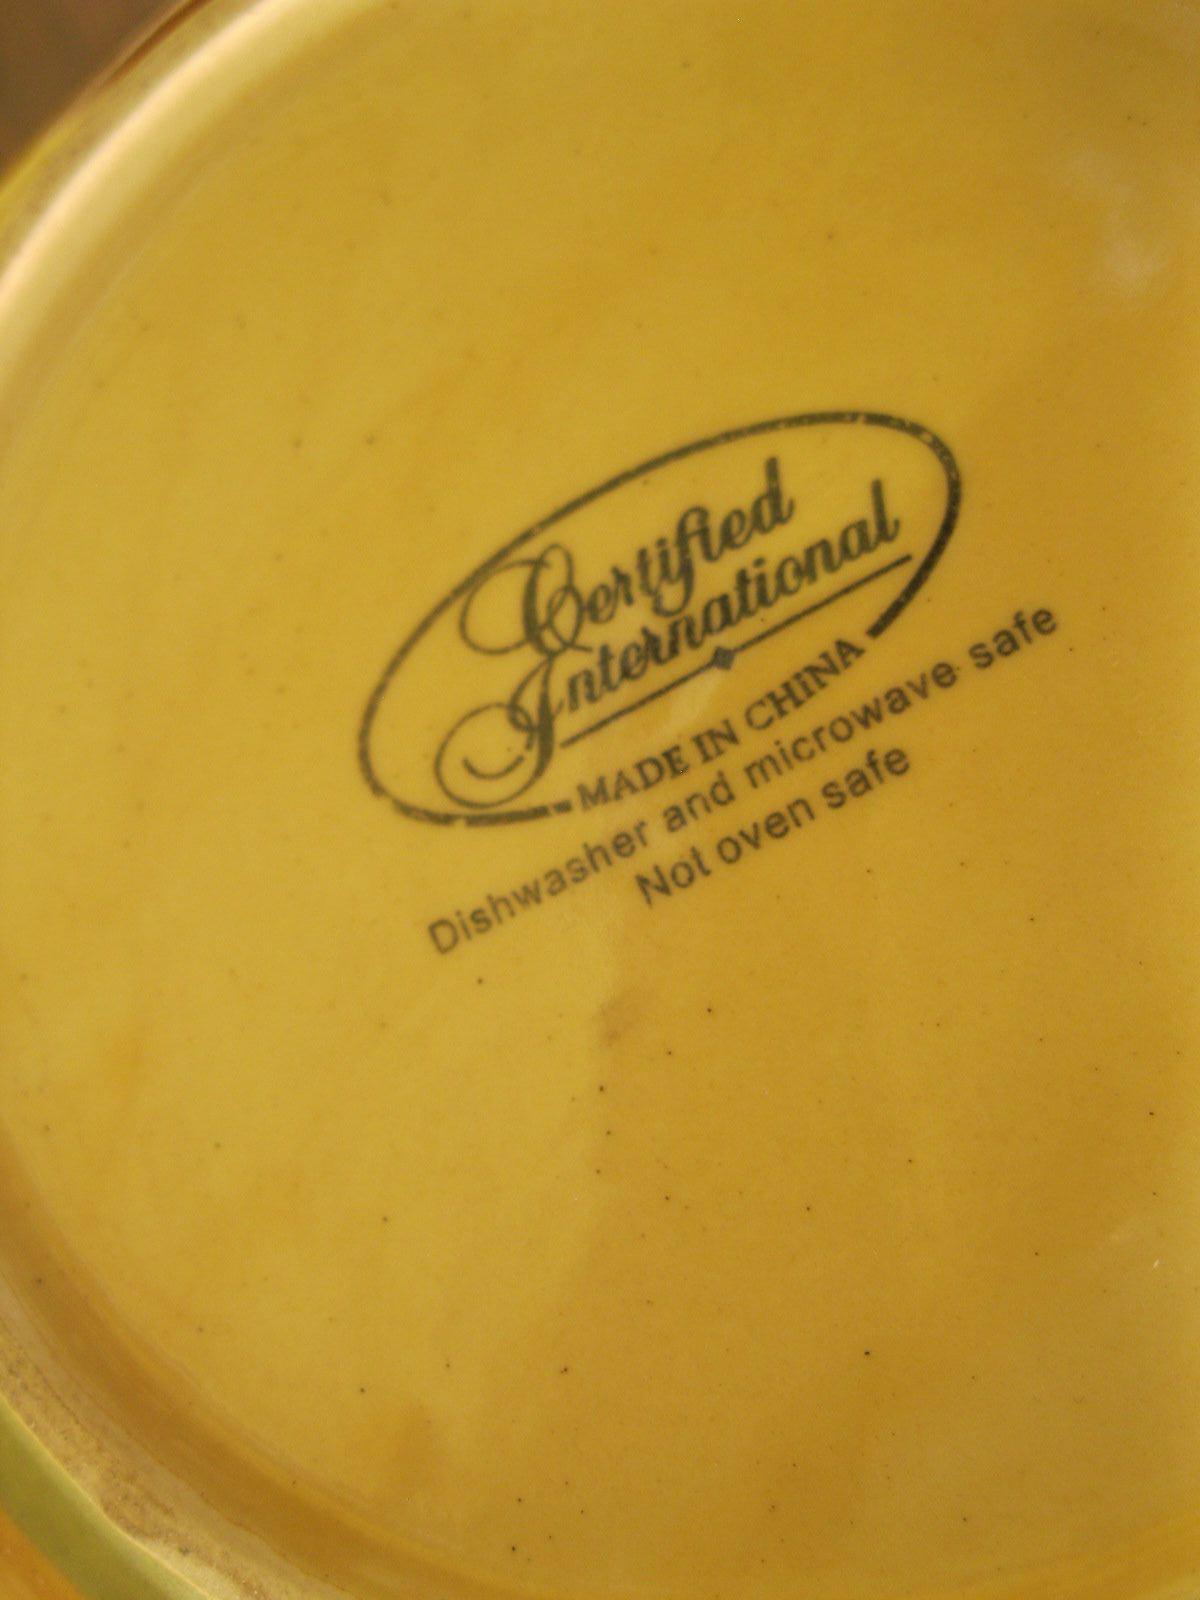 Certified
International
MADE IN CHINA
Dishwasher and microwave safe
Not oven safe